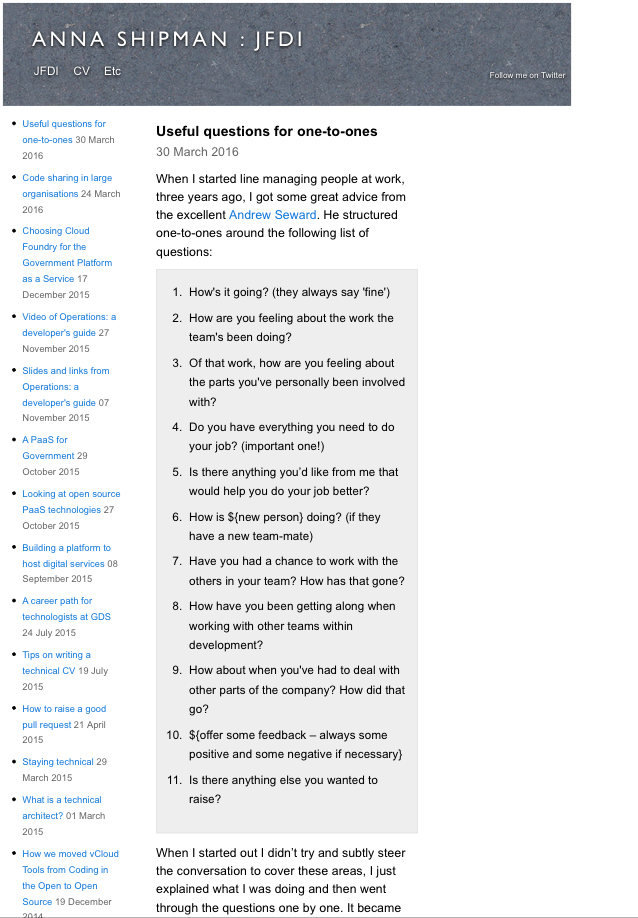 ANNA SHIPMAN : JFDI
JFDI CV Etc
Follow me on Twitter
Useful questions for
one-to-ones 30 March
2016
Code sharing in large
organisations 24 March
2016
Choosing Cloud
Foundry for the
Government Platform
as a Service 17
December 2015
Video of Operations: a
developer's guide 27
November 2015
Slides and links from
Operations: a
developer's guide 07
November 2015
A PaaS for
Government 29
October 2015
Looking at open source
PaaS technologies 27
October 2015
Building a platform to
host digital services 08
September 2015
A career path for
technologists at GDS
24 July 2015
Tips on writing a
technical CV 19 July
2015
How to raise a good
pull request 21 April
2015
Staying technical 29
March 2015
What is a technical
architect? 01 March
2015
How we moved vCloud
Tools from Coding in
the Open to Open
Source 19 December
2014
Useful questions for one-to-ones
30 March 2016
When I started line managing people at work,
three years ago, I got some great advice from
the excellent Andrew Seward. He structured
one-to-ones around the following list of
questions:
1. How's it going? (they always say 'fine')
2. How are you feeling about the work the
team's been doing?
3. Of that work, how are you feeling about
the parts you've personally been involved
with?
4. Do you have everything you need to do
your job? (important one!)
5. Is there anything you'd like from me that
would help you do your job better?
6. How is ${new person} doing? (if they
have a new team-mate)
7. Have you had a chance to work with the
others in your team? How has that gone?
8. How have you been getting along when
working with other teams within
development?
9. How about when you've had to deal with
other parts of the company? How did that
go?
10. ${offer some feedback – always some
positive and some negative if necessary}
11. Is there anything else you wanted to
raise?
When I started out I didn't try and subtly steer
the conversation to cover these areas, I just
explained what I was doing and then went
through the questions one by one. It became